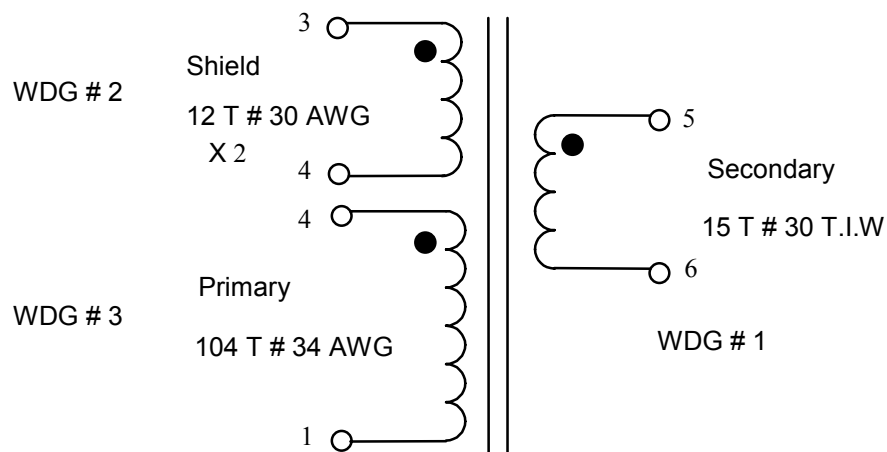 3
Shield
WDG # 2
12 T # 30 AWG
X 2
4
4
Primary
WDG # 3
104 T # 34 AWG
1
5
Secondary
15 T # 30 T.I.W
6
WDG # 1